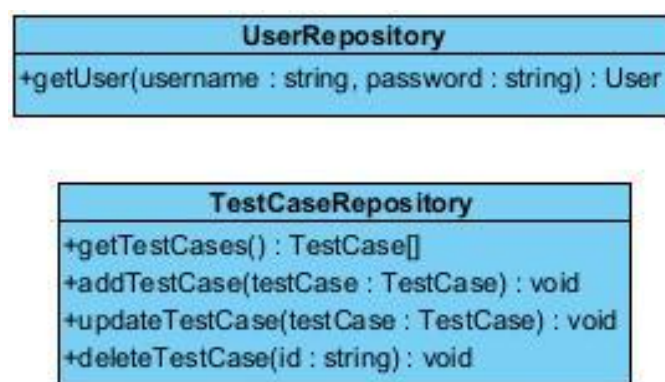 UserRepository
+getUser(username : string, password : string) : User
TestCaseRepository
+getTestCases() : TestCase[]
+addTestCase(testCase : TestCase) : void
+updateTestCase(testCase : TestCase) : void
+deleteTestCase(id : string) : void